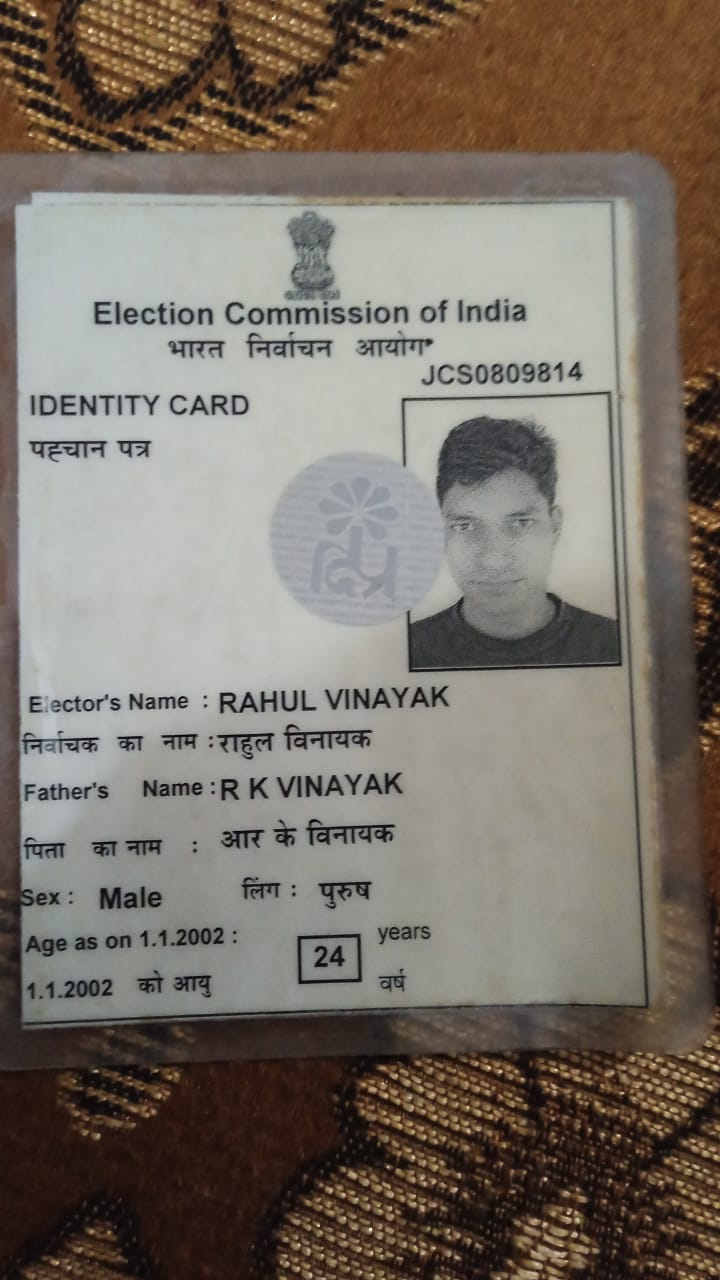 Election Commission of India
भारत निर्वाचन आयोग
JCS0809814
IDENTITY CARD
पहचान पत्र
दिप्र
Elector's Name : RAHUL VINAYAK
निर्वाचक का नाम : राहुल विनायक
Father's Name : R K VINAYAK
पिता का नाम : आर के विनायक
Sex : Male लिंग : पुरुष
Age as on 1.1.2002 : 24 years
1.1.2002 को आयु वर्ष